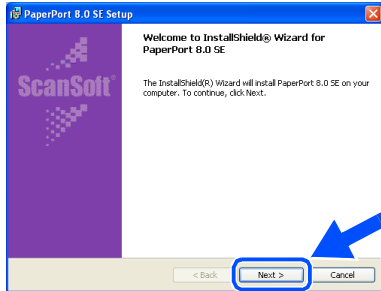 PaperPort 8.0 SE Setup
Welcome to InstallShield® Wizard for
PaperPort 8.0 SE
ScanSoft®
The InstallShield(R) Wizard will install PaperPort 8.0 SE on your
computer. To continue, click Next.
< Back
Next >
Cancel